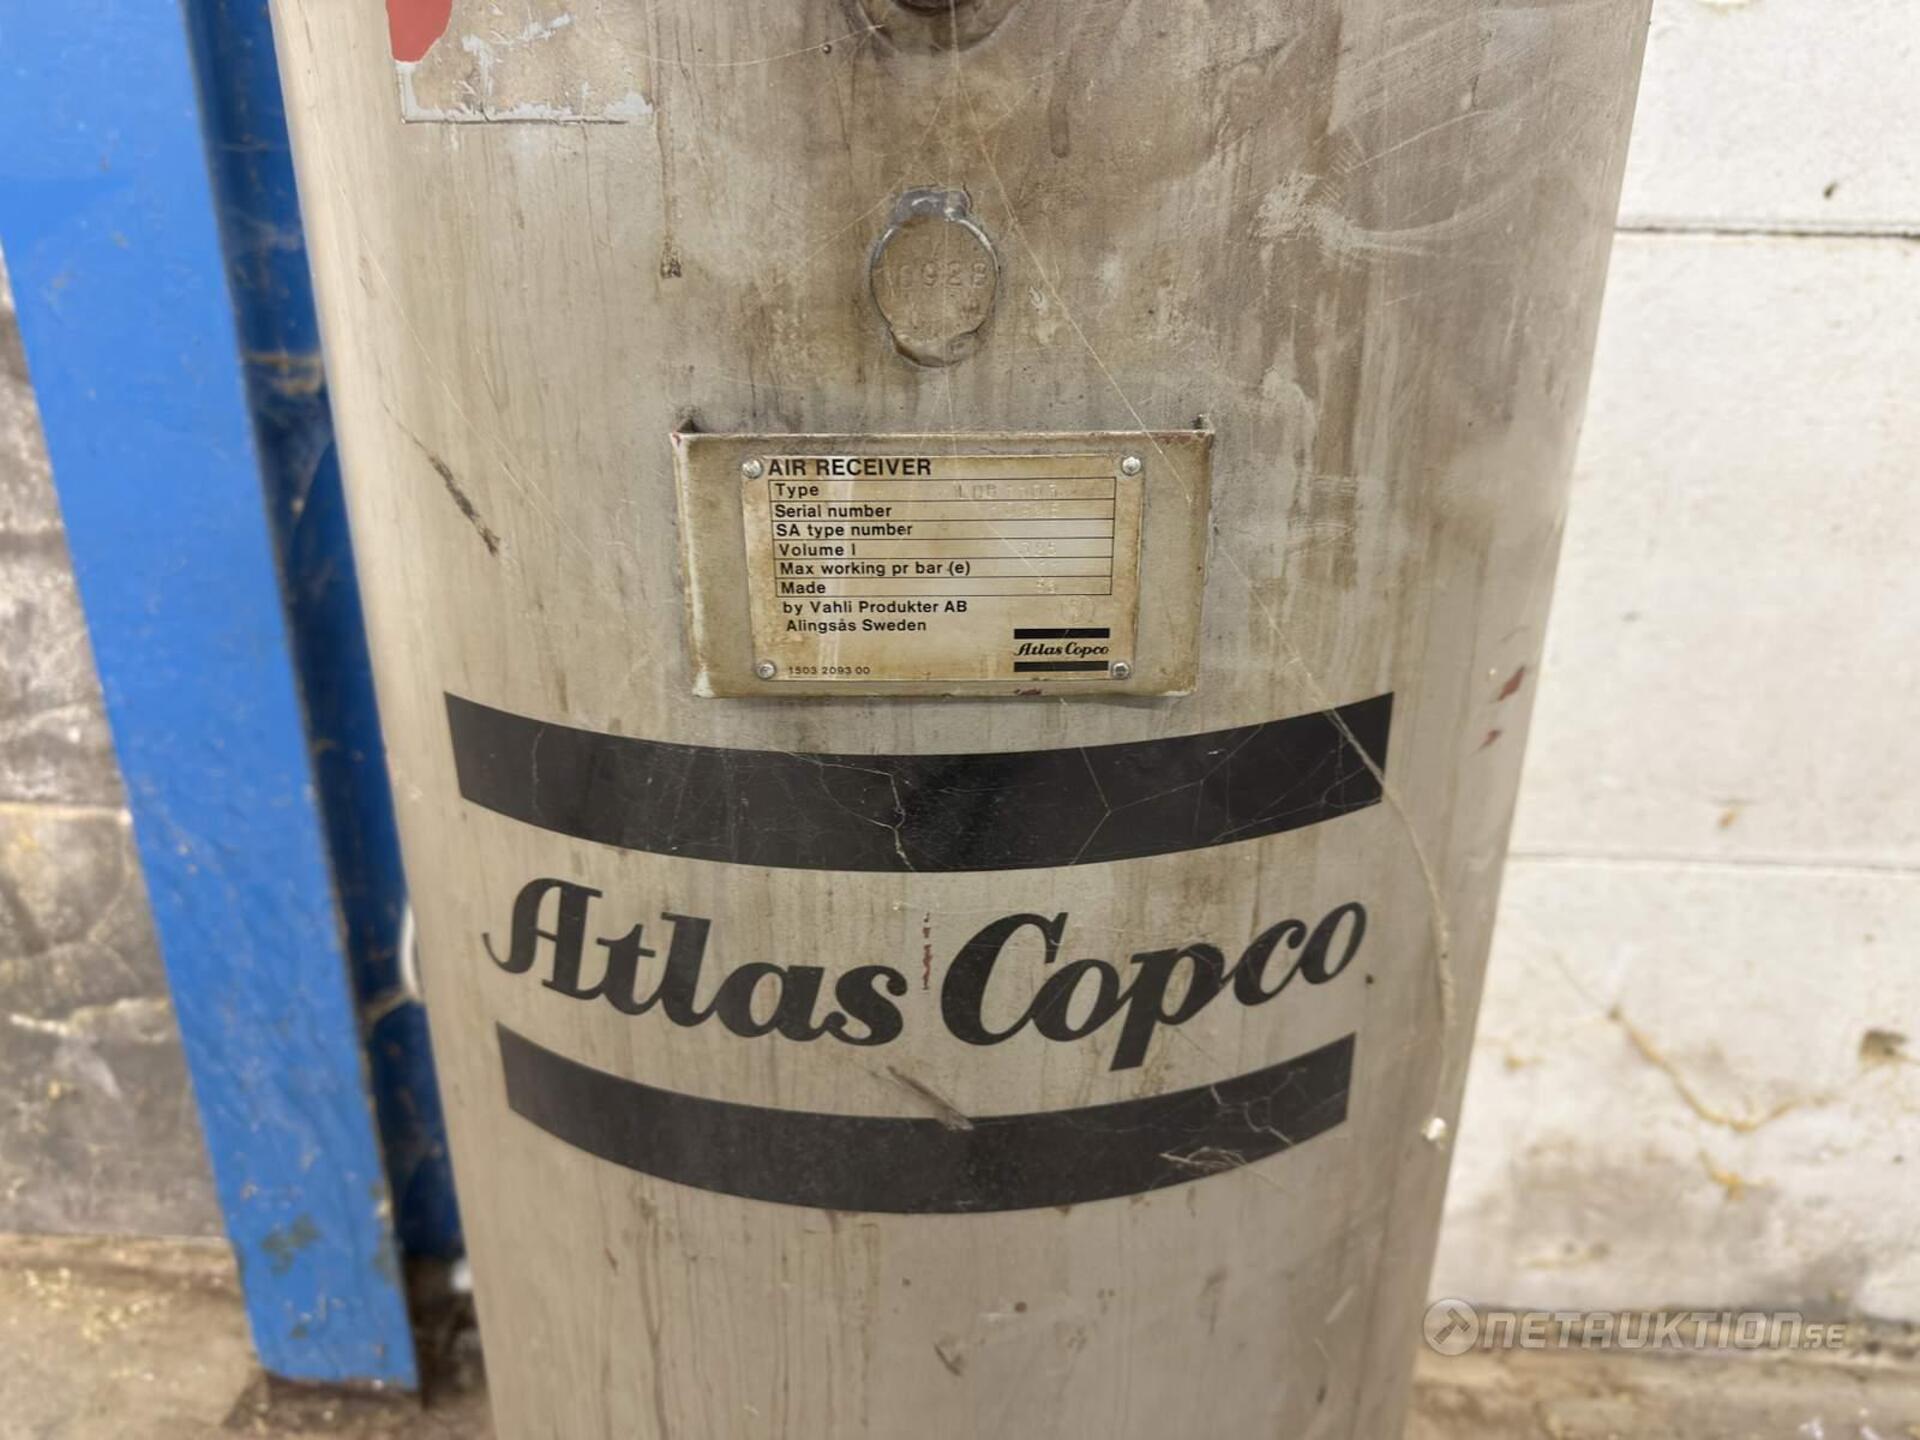 AIR RECEIVER
Type
Serial number
SA type number
Volume l
Max working pr bar (e)
Made
by Vahli Produkter AB
Alingsås Sweden
Atlas Copco
1503 2093 00
Atlas Copco
NETAUKTION.SE